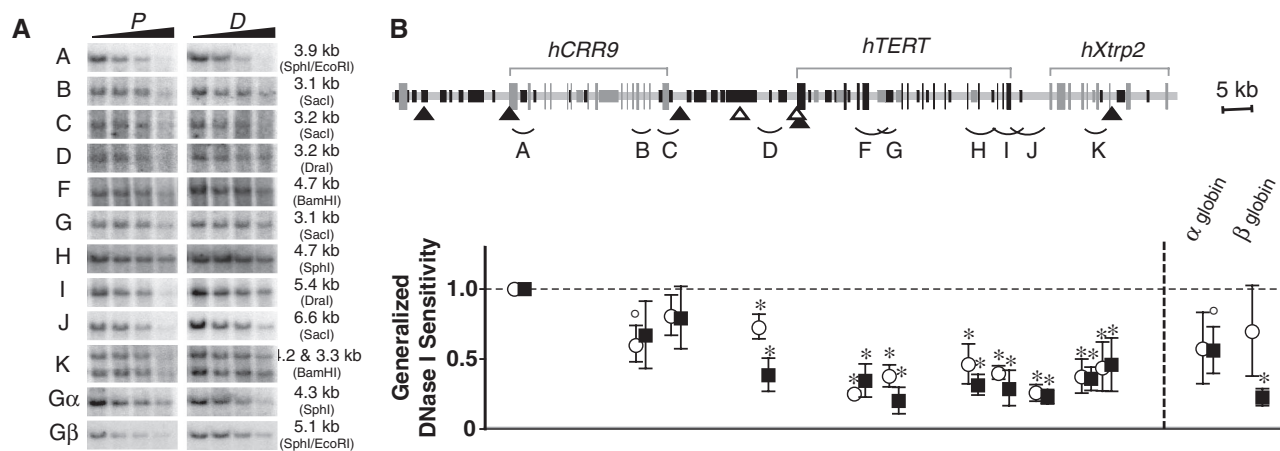 A
P D
A 3.9 kb
(SphI/EcoRI)
B 3.1 kb
(SacI)
C 3.2 kb
(SacI)
D 3.2 kb
(DraI)
F 4.7 kb
(BamHI)
G 3.1 kb
(SacI)
H 4.7 kb
(SphI)
I 5.4 kb
(DraI)
J 6.6 kb
(SacI)
K 4.2 & 3.3 kb
(BamHI)
Gα 4.3 kb
(SphI)
Gβ 5.1 kb
(SphI/EcoRI)
B
hCRR9 hTERT hXtrp2
5 kb
A B C D F G H I J K
α globin
β globin
Generalized
DNase I Sensitivity
1.0
0.5
0
° * * * * * * * * * * * * * * * * ° *